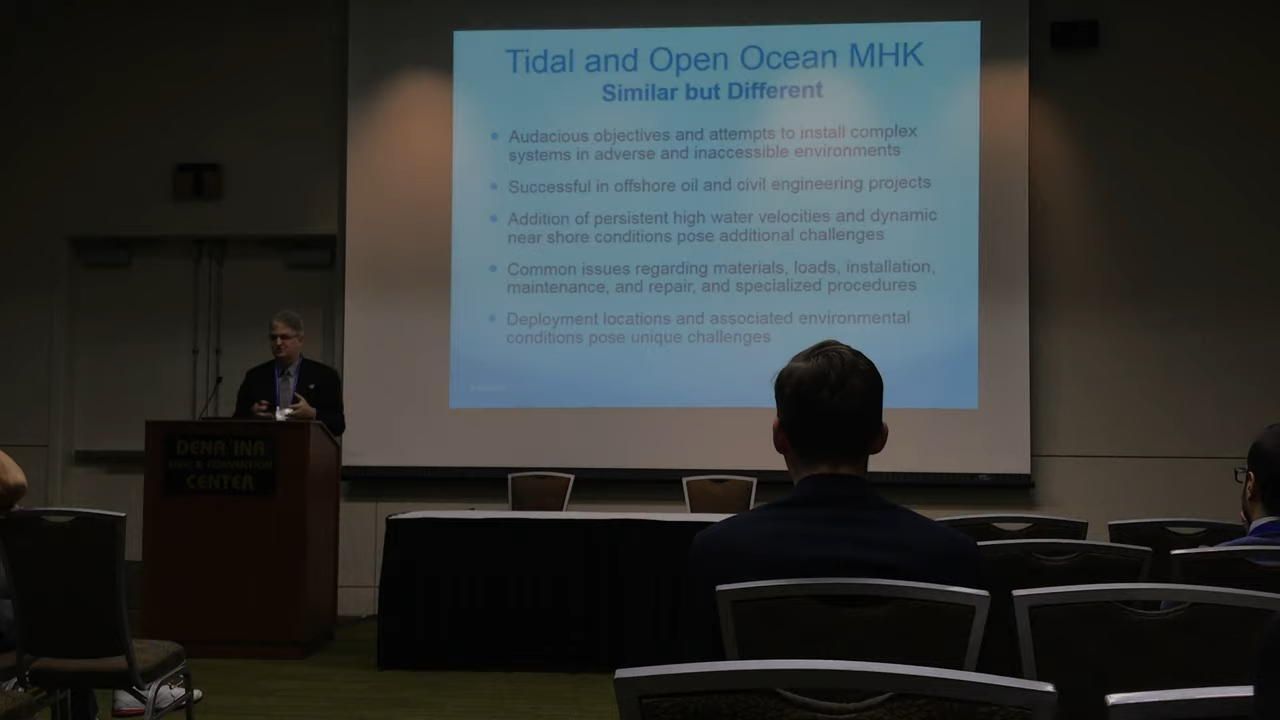 Tidal and Open Ocean MHK
Similar but Different
• Audacious objectives and attempts to install complex
systems in adverse and inaccessible environments
• Successful in offshore oil and civil engineering projects
• Addition of persistent high water velocities and dynamic
near shore conditions pose additional challenges
• Common issues regarding materials, loads, installation,
maintenance, and repair, and specialized procedures
• Deployment locations and associated environmental
conditions pose unique challenges
DENA'INA
CIVIC & CONVENTION
CENTER